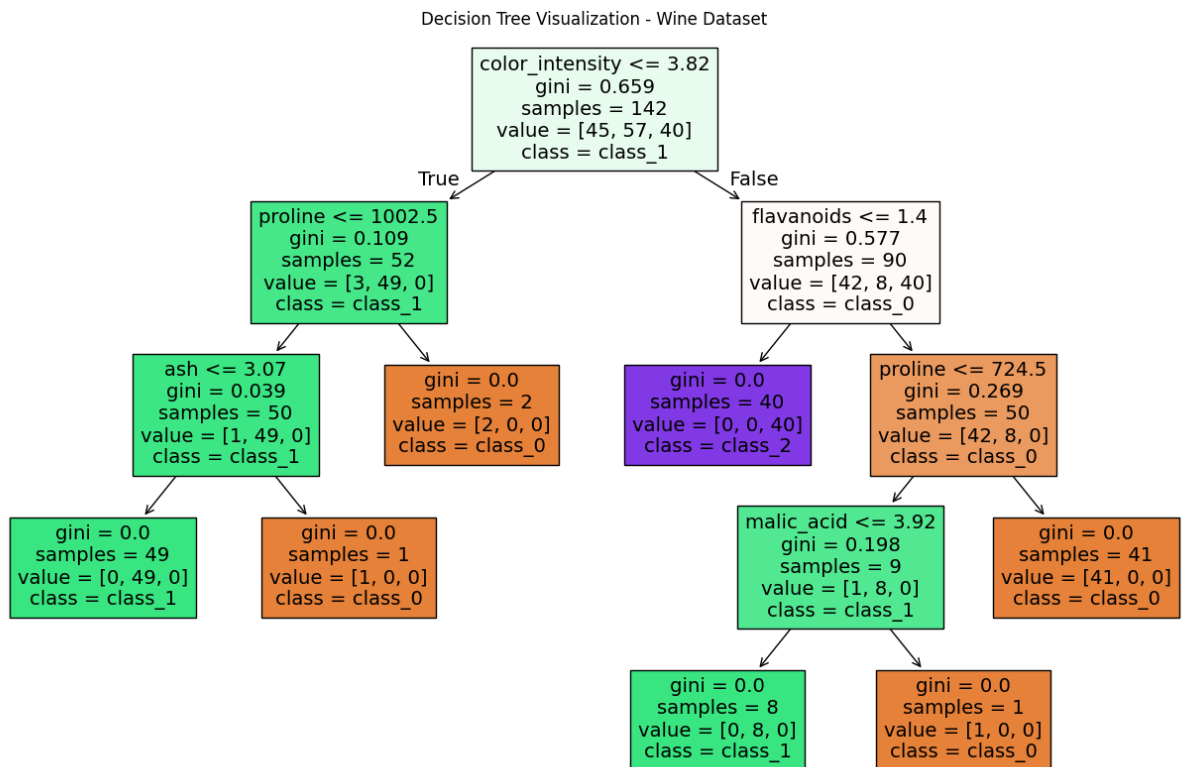 Decision Tree Visualization - Wine Dataset
color_intensity <= 3.82
gini = 0.659
samples = 142
value = [45, 57, 40]
class = class_1
True
False
proline <= 1002.5
gini = 0.109
samples = 52
value = [3, 49, 0]
class = class_1
flavanoids <= 1.4
gini = 0.577
samples = 90
value = [42, 8, 40]
class = class_0
ash <= 3.07
gini = 0.039
samples = 50
value = [1, 49, 0]
class = class_1
gini = 0.0
samples = 2
value = [2, 0, 0]
class = class_0
gini = 0.0
samples = 40
value = [0, 0, 40]
class = class_2
proline <= 724.5
gini = 0.269
samples = 50
value = [42, 8, 0]
class = class_0
gini = 0.0
samples = 49
value = [0, 49, 0]
class = class_1
gini = 0.0
samples = 1
value = [1, 0, 0]
class = class_0
malic_acid <= 3.92
gini = 0.198
samples = 9
value = [1, 8, 0]
class = class_1
gini = 0.0
samples = 41
value = [41, 0, 0]
class = class_0
gini = 0.0
samples = 8
value = [0, 8, 0]
class = class_1
gini = 0.0
samples = 1
value = [1, 0, 0]
class = class_0